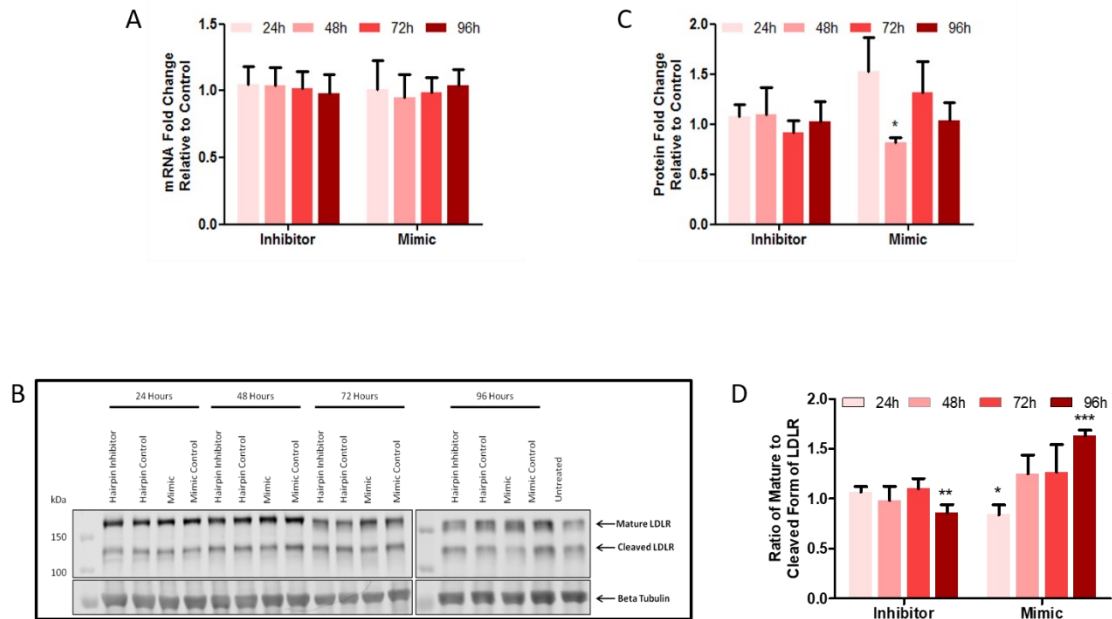 A
24h 48h 72h 96h
mRNA Fold Change
Relative to Control
1.5
1.0
0.5
0.0
Inhibitor Mimic
C
24h 48h 72h 96h
Protein Fold Change
Relative to Control
2.0
1.5
1.0
0.5
0.0
*
Inhibitor Mimic
B
24 Hours 48 Hours 72 Hours 96 Hours
Hairpin Inhibitor
Hairpin Control
Mimic
Mimic Control
Hairpin Inhibitor
Hairpin Control
Mimic
Mimic Control
Hairpin Inhibitor
Hairpin Control
Mimic
Mimic Control
Hairpin Inhibitor
Hairpin Control
Mimic
Mimic Control
Untreated
kDa
150
100
Mature LDLR
Cleaved LDLR
Beta Tubulin
D
24h 48h 72h 96h
Ratio of Mature to
Cleaved Form of LDLR
2.0
1.5
1.0
0.5
0.0
**
*
***
Inhibitor Mimic